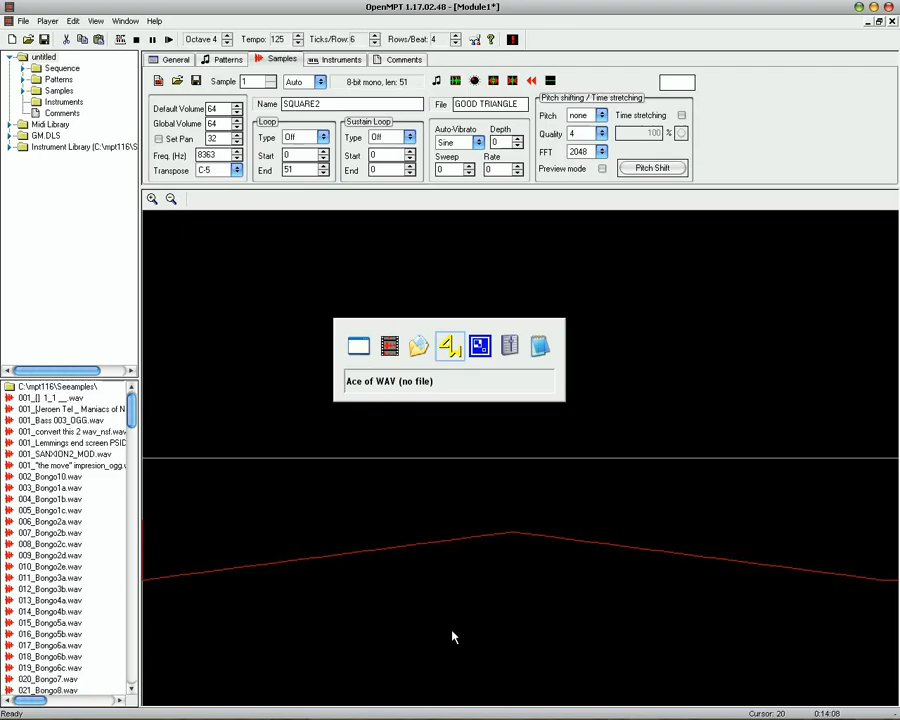 OpenMPT 1.17.02.48 - [Module1*]
File Player Edit View Window Help
Octave 4 Tempo: 125 Ticks/Row: 6 Rows/Beat: 4
untitled
Sequence
Patterns
Samples
Instruments
Comments
Midi Library
GM.DLS
Instrument Library (C:\mpt116\S
General Patterns Samples Instruments Comments
Sample 1 Auto 8-bit mono, len: 51
Default Volume 64
Global Volume 64
Set Pan 32
Freq. (Hz) 8363
Transpose C-5
Name SQUARE2 File GOOD TRIANGLE
Loop
Type Off
Start 0
End 51
Sustain Loop
Type Off
Start 0
End 0
Auto-Vibrato Depth
Sine 0
Sweep Rate
0 0
Pitch shifting / Time stretching
Pitch none Time stretching
Quality 4 100 %
FFT 2048
Preview mode Pitch Shift
Ace of WAV (no file)
C:\mpt116\Seeamples\
001_[] 1_1 __.wav
001_[Jeroen Tel _ Maniacs of N
001_Bass 003_OGG.wav
001_convert this 2 wav_nsf.wav
001_Lemmings end screen PSID
001_SANXION2_MOD.wav
001_"the move" impresion_ogg.v
002_Bongo10.wav
003_Bongo1a.wav
004_Bongo1b.wav
005_Bongo1c.wav
006_Bongo2a.wav
007_Bongo2b.wav
008_Bongo2c.wav
009_Bongo2d.wav
010_Bongo2e.wav
011_Bongo3a.wav
012_Bongo3b.wav
013_Bongo4a.wav
014_Bongo4b.wav
015_Bongo5a.wav
016_Bongo5b.wav
017_Bongo6a.wav
018_Bongo6b.wav
019_Bongo6c.wav
020_Bongo7.wav
021_Bongo8.wav
Ready Cursor: 20 0:14:08